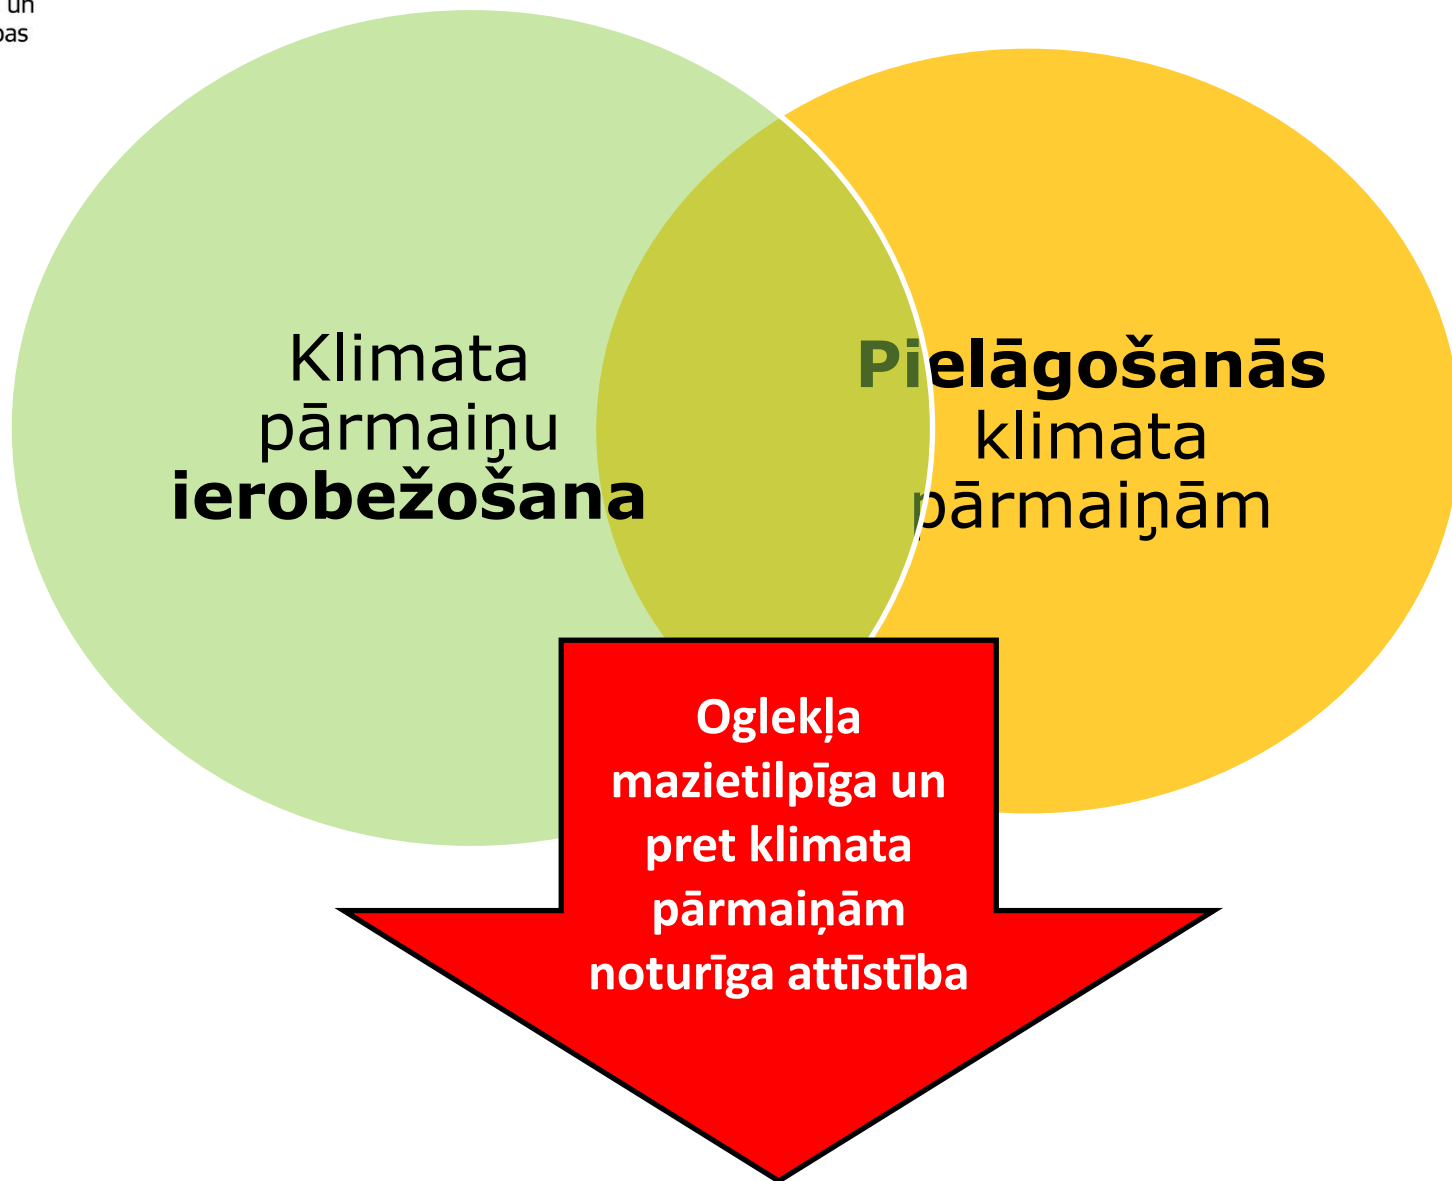 un
Klimata
pārmaiņu
ierobežošana
Pielāgošanās
klimata
pārmaiņām
Oglekļa
mazietilpīga un
pret klimata
pārmaiņām
noturīga attīstība